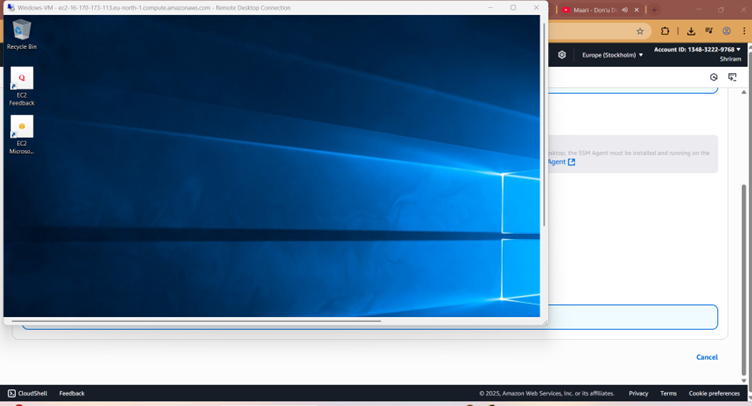 Windows-VM - ec2-16-170-173-113.eu-north-1.compute.amazonaws.com - Remote Desktop Connection
Maari - Don'u D
Recycle Bin
Q
EC2
Feedback
EC2
Microso...
Europe (Stockholm)
Account ID: 1348-3222-9768
Shriram
desktop, the SSM Agent must be installed and running on the
Agent
Cancel
CloudShell
Feedback
© 2025, Amazon Web Services, Inc. or its affiliates.
Privacy
Terms
Cookie preferences